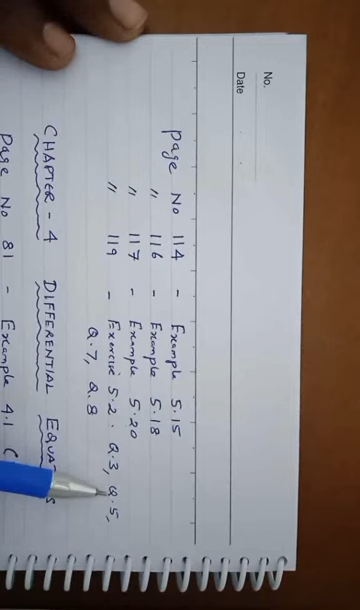 No.
Date
Page No 114 - Example 5.15
" 116 - Example 5.18
" 117 - Example 5.20
" 119 - Exercise 5.2 . Q.3, Q.5,
Q.7, Q.8
CHAPTER - 4 DIFFERENTIAL
Page No 81 - Example 4.1 (